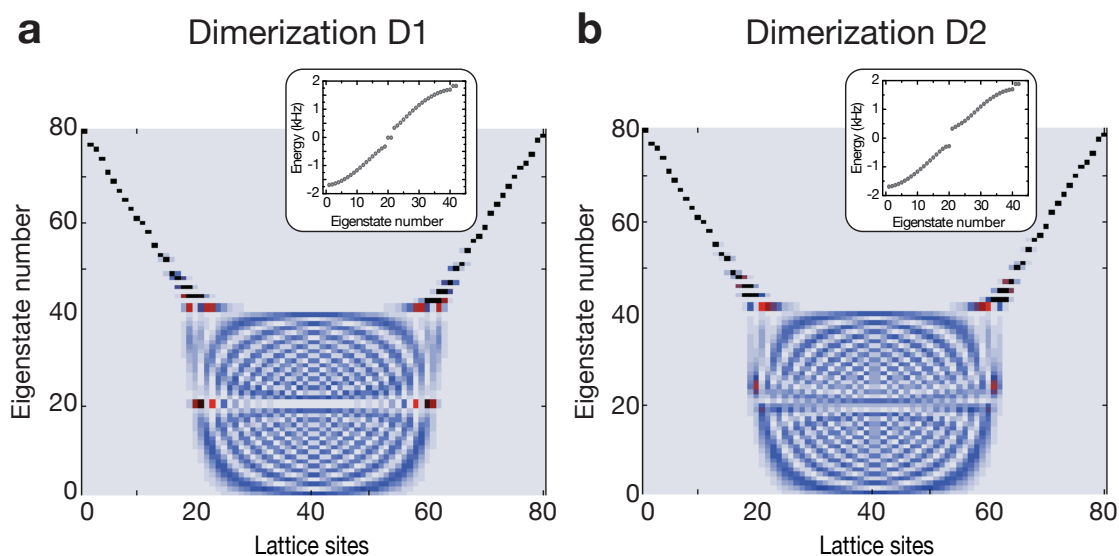 a
Dimerization D1
2
1
0
-1
-2
Energy (kHz)
0 10 20 30 40
Eigenstate number
80
60
40
20
0
Eigenstate number
0 20 40 60 80
Lattice sites
b
Dimerization D2
2
1
0
-1
-2
Energy (kHz)
0 10 20 30 40
Eigenstate number
80
60
40
20
0
Eigenstate number
0 20 40 60 80
Lattice sites